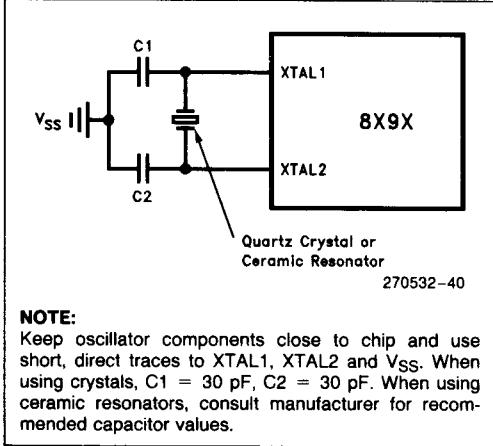 C1
XTAL1
VSS
8X9X
XTAL2
C2
Quartz Crystal or
Ceramic Resonator
270532-40
NOTE:
Keep oscillator components close to chip and use
short, direct traces to XTAL1, XTAL2 and VSS. When
using crystals, C1 = 30 pF, C2 = 30 pF. When using
ceramic resonators, consult manufacturer for recom-
mended capacitor values.